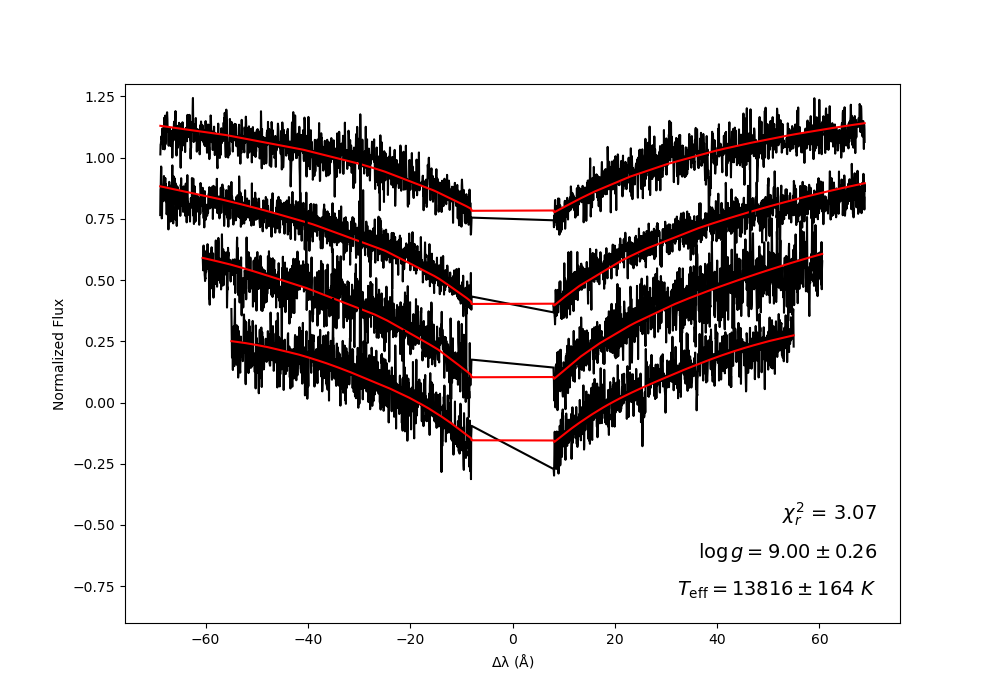 1.25
1.00
0.75
0.50
0.25
0.00
−0.25
−0.50
−0.75
Normalized Flux
χ²ᵣ = 3.07
log g = 9.00 ± 0.26
T_eff = 13816 ± 164 K
−60 −40 −20 0 20 40 60
Δλ (Å)